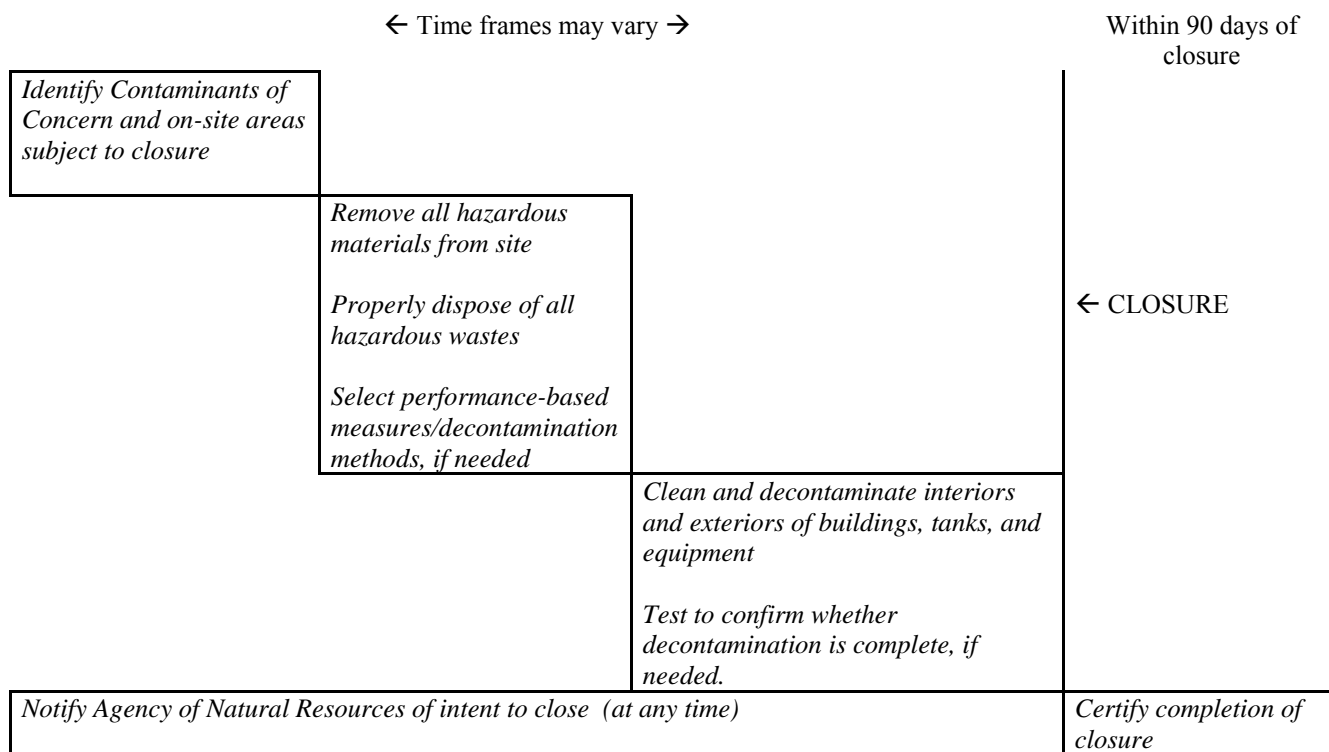 ← Time frames may vary →
Within 90 days of
closure
Identify Contaminants of
Concern and on-site areas
subject to closure
Remove all hazardous
materials from site
Properly dispose of all
hazardous wastes
← CLOSURE
Select performance-based
measures/decontamination
methods, if needed
Clean and decontaminate interiors
and exteriors of buildings, tanks, and
equipment
Test to confirm whether
decontamination is complete, if
needed.
Notify Agency of Natural Resources of intent to close (at any time)
Certify completion of
closure